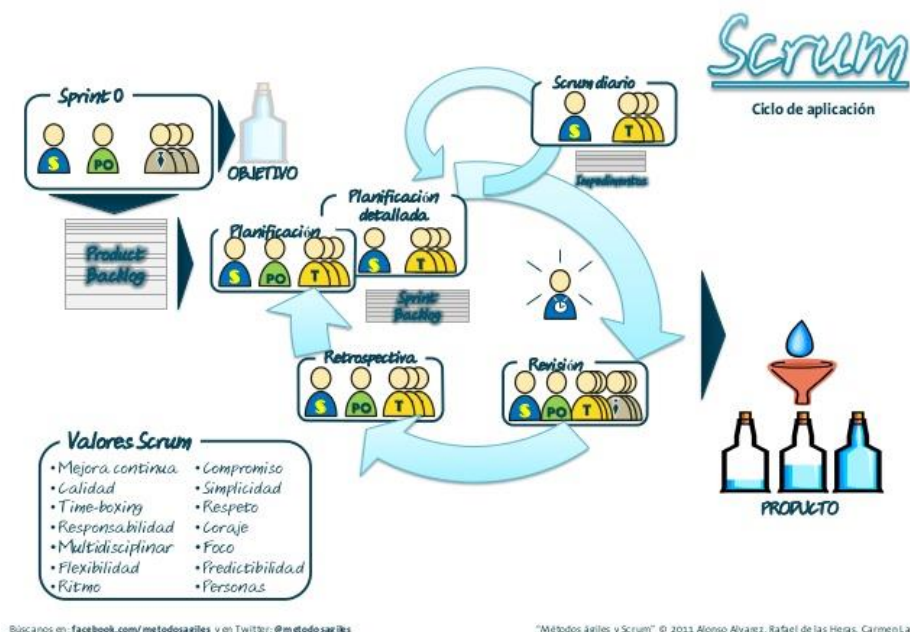 Scrum
Ciclo de aplicación
Sprint 0
S
PO
OBJETIVO
Product
Backlog
Scrum diario
S
T
Impedimentos
Planificación
detallada
S
T
Planificación
S
PO
T
Sprint
Backlog
Retrospectiva
S
PO
T
Revisión
S
PO
T
PRODUCTO
Valores Scrum
• Mejora continua
• Calidad
• Time-boxing
• Responsabilidad
• Multidisciplinar
• Flexibilidad
• Ritmo
• Compromiso
• Simplicidad
• Respeto
• Coraje
• Foco
• Predictibilidad
• Personas
Búscanos en: facebook.com/metodosagiles y en Twitter: @metodosagiles
"Métodos ágiles y Scrum" © 2011 Alonso Alvarez, Rafael de las Heras, Carmen La